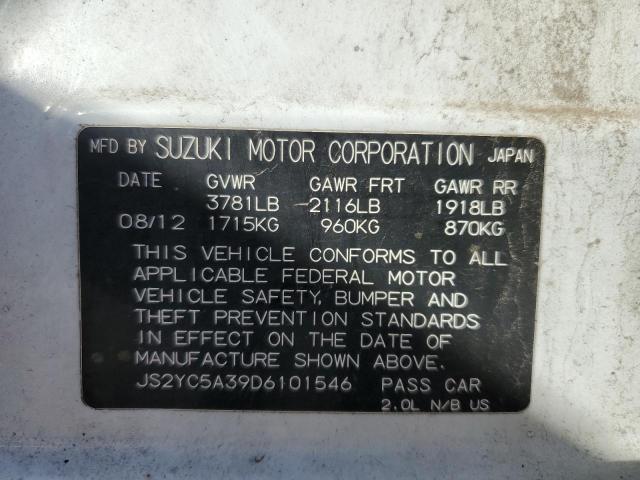 MFD BY SUZUKI MOTOR CORPORATION JAPAN
DATE GVWR GAWR FRT GAWR RR
3781LB 2116LB 1918LB
08/12 1715KG 960KG 870KG
THIS VEHICLE CONFORMS TO ALL
APPLICABLE FEDERAL MOTOR
VEHICLE SAFETY, BUMPER AND
THEFT PREVENTION STANDARDS
IN EFFECT ON THE DATE OF
MANUFACTURE SHOWN ABOVE.
JS2YC5A39D6101546 PASS CAR
2.0L N/B US